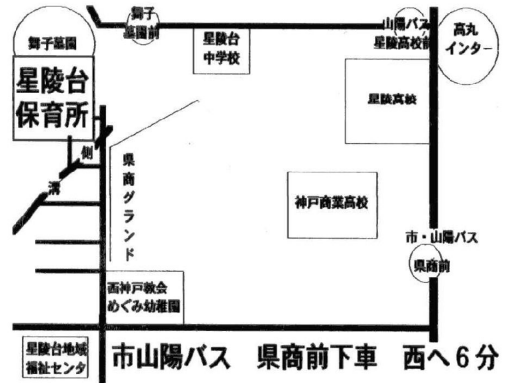 舞子墓園
舞子
墓園前
星陵台
中学校
山陽バス
星陵高校前
高丸
インター
星陵台
保育所
星陵高校
側
溝
県商グランド
神戸商業高校
市・山陽バス
県商前
西神戸教会
めぐみ幼稚園
星陵台地域
福祉センタ
市山陽バス 県商前下車 西へ6分